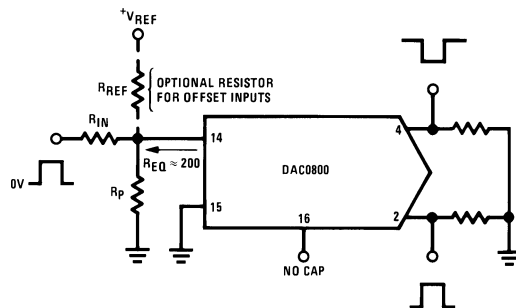 +VREF
RREF
OPTIONAL RESISTOR
FOR OFFSET INPUTS
RIN
14
4
REQ ≈ 200
DAC0800
0V
RP
15
16
2
NO CAP